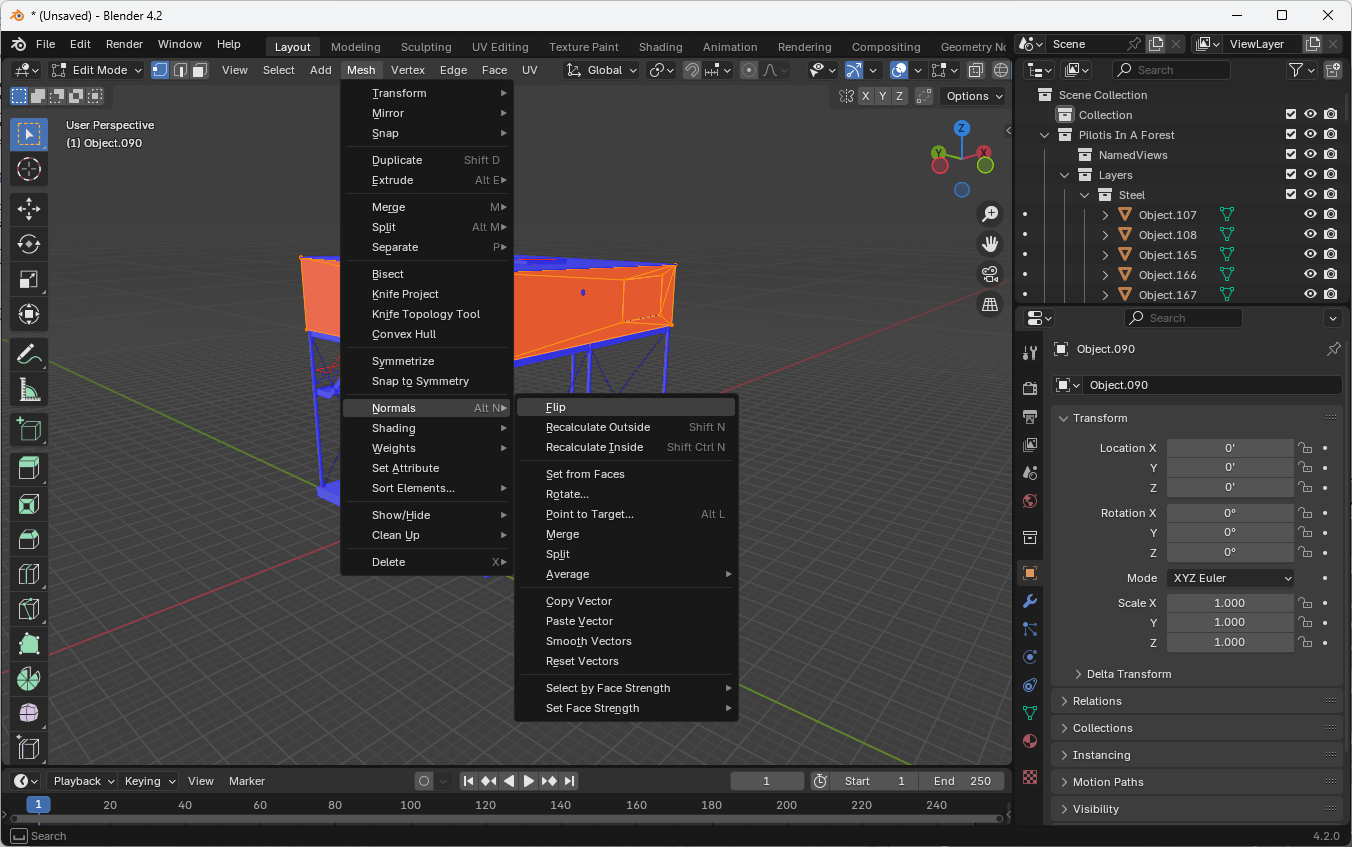 * (Unsaved) - Blender 4.2
File Edit Render Window Help
Layout Modeling Sculpting UV Editing Texture Paint Shading Animation Rendering Compositing Geometry No
Scene
ViewLayer
Edit Mode
View Select Add Mesh Vertex Edge Face UV
Global
Search
X Y Z
Options
User Perspective
(1) Object.090
Z
Y
X
Transform
Mirror
Snap
Duplicate Shift D
Extrude Alt E
Merge M
Split Alt M
Separate P
Bisect
Knife Project
Knife Topology Tool
Convex Hull
Symmetrize
Snap to Symmetry
Normals Alt N
Shading
Weights
Set Attribute
Sort Elements...
Show/Hide
Clean Up
Delete X
Flip
Recalculate Outside Shift N
Recalculate Inside Shift Ctrl N
Set from Faces
Rotate...
Point to Target... Alt L
Merge
Split
Average
Copy Vector
Paste Vector
Smooth Vectors
Reset Vectors
Select by Face Strength
Set Face Strength
Scene Collection
Collection
Pilotis In A Forest
NamedViews
Layers
Steel
Object.107
Object.108
Object.165
Object.166
Object.167
Search
Object.090
Object.090
Transform
Location X 0'
Y 0'
Z 0'
Rotation X 0°
Y 0°
Z 0°
Mode XYZ Euler
Scale X 1.000
Y 1.000
Z 1.000
Delta Transform
Relations
Collections
Instancing
Motion Paths
Visibility
Playback Keying View Marker
1
Start 1
End 250
1 20 40 60 80 100 120 140 160 180 200 220 240
Search
4.2.0